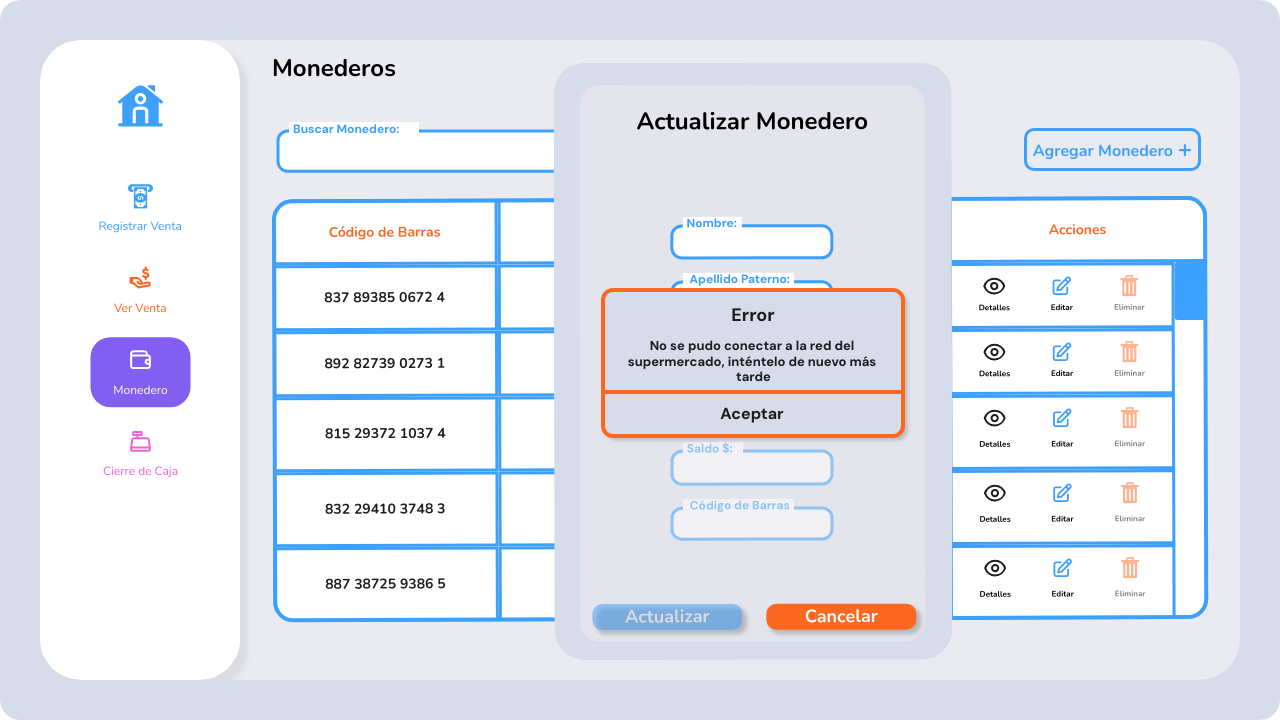 Monederos
Buscar Monedero:
Agregar Monedero +
Registrar Venta
Ver Venta
Monedero
Cierre de Caja
Código de Barras
Acciones
837 89385 0672 4
Detalles Editar Eliminar
892 82739 0273 1
Detalles Editar Eliminar
815 29372 1037 4
Detalles Editar Eliminar
832 29410 3748 3
Detalles Editar Eliminar
887 38725 9386 5
Detalles Editar Eliminar
Actualizar Monedero
Nombre:
Apellido Paterno:
Error
No se pudo conectar a la red del
supermercado, inténtelo de nuevo más
tarde
Aceptar
Saldo $:
Código de Barras
Actualizar
Cancelar